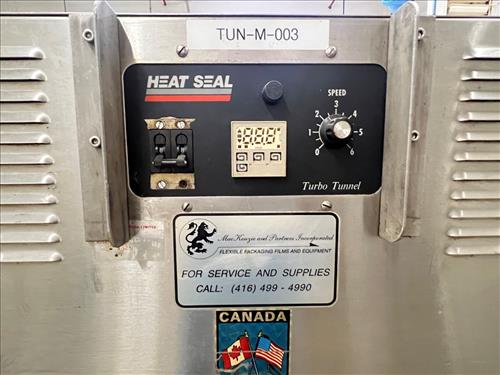 TUN-M-003
HEAT SEAL
SPEED
3
2 4
1 5
0 6
Turbo Tunnel
MacKenzie and Partners Incorporated
FLEXIBLE PACKAGING FILMS AND EQUIPMENT
FOR SERVICE AND SUPPLIES
CALL: (416) 499 - 4990
CANADA